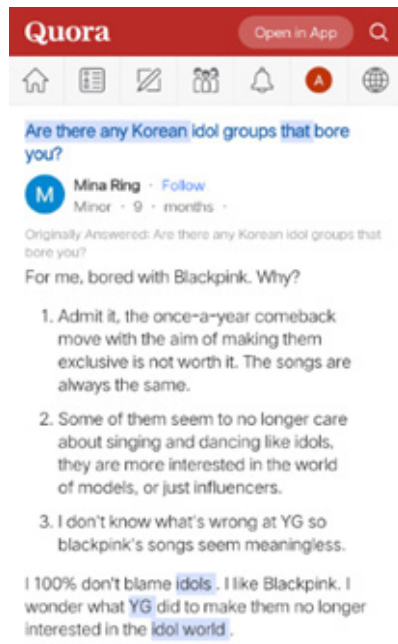 Quora
Open in App
A
Are there any Korean idol groups that bore
you?
M
Mina Ring · Follow
Minor · 9 · months ·
Originally Answered: Are there any Korean idol groups that
bore you?
For me, bored with Blackpink. Why?
1. Admit it, the once-a-year comeback
move with the aim of making them
exclusive is not worth it. The songs are
always the same.
2. Some of them seem to no longer care
about singing and dancing like idols,
they are more interested in the world
of models, or just influencers.
3. I don't know what's wrong at YG so
blackpink's songs seem meaningless.
I 100% don't blame idols . I like Blackpink. I
wonder what YG did to make them no longer
interested in the idol world .